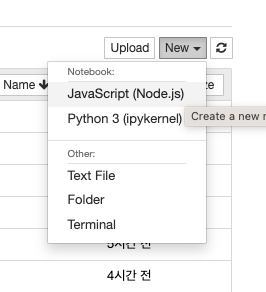 Upload New
Name
Notebook:
JavaScript (Node.js)
Python 3 (ipykernel)
Create a new
Other:
Text File
Folder
Terminal
5시간 전
4시간 전